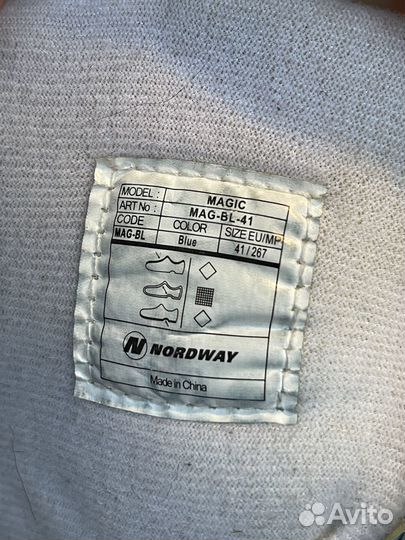 MODEL: MAGIC
ART No: MAG-BL-41
CODE COLOR SIZE EU/MP
MAG-BL Blue 41/267
NORDWAY
Made in China
Avito